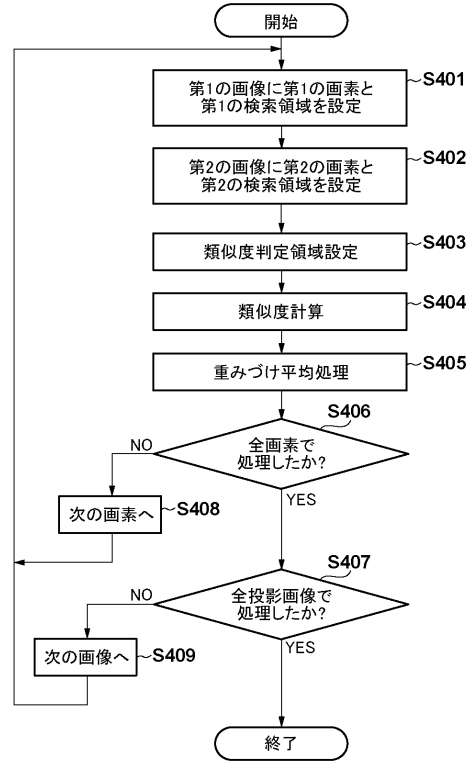 開始
第1の画像に第1の画素と
第1の検索領域を設定
S401
第2の画像に第2の画素と
第2の検索領域を設定
S402
類似度判定領域設定
S403
類似度計算
S404
重みづけ平均処理
S405
S406
全画素で
処理したか?
NO
YES
次の画素へ
S408
S407
全投影画像で
処理したか?
NO
YES
次の画像へ
S409
終了